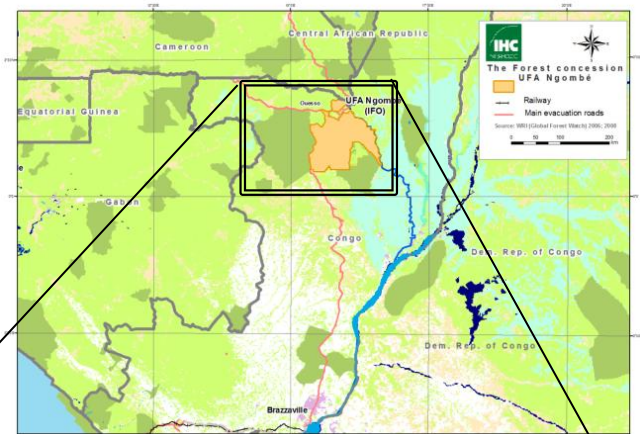 Central African Republic
Cameroon
IHC
The Forest concession
UFA Ngombé
Railway
Main evacuation roads
Ouesso
UFA Ngombé
(IFO)
Equatorial Guinea
Gabon
Congo
Dem. Rep. of Congo
Dem. Rep. of Congo
Brazzaville